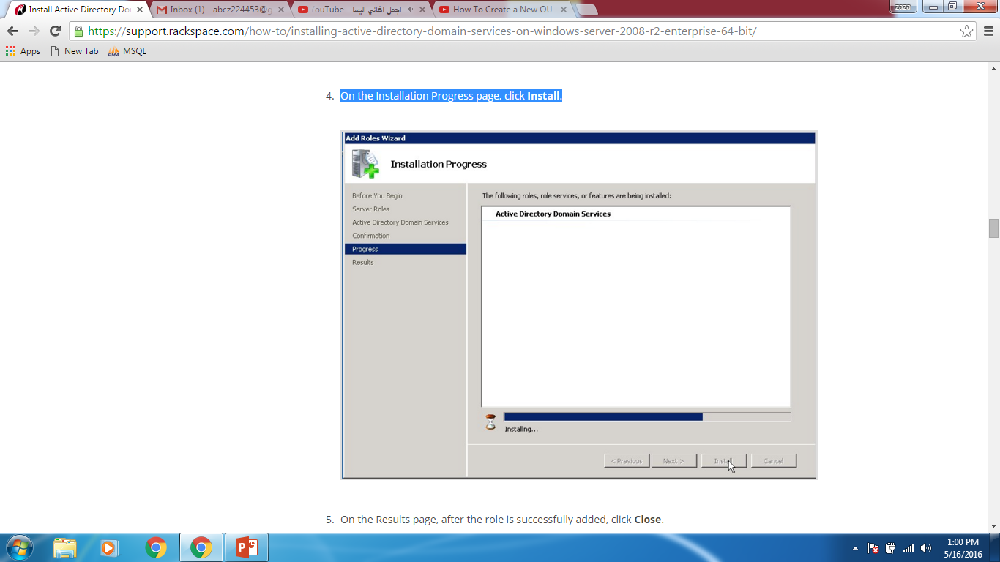 Install Active Directory Do
Inbox (1) - abcz224453@g
اجمل اغاني اليسا - YouTube
How To Create a New OU
zaza
https://support.rackspace.com/how-to/installing-active-directory-domain-services-on-windows-server-2008-r2-enterprise-64-bit/
Apps
New Tab
PMA
MSQL
4. On the Installation Progress page, click Install.
Add Roles Wizard
Installation Progress
Before You Begin
Server Roles
Active Directory Domain Services
Confirmation
Progress
Results
The following roles, role services, or features are being installed:
Active Directory Domain Services
Installing...
< Previous
Next >
Install
Cancel
5. On the Results page, after the role is successfully added, click Close.
1:00 PM
5/16/2016